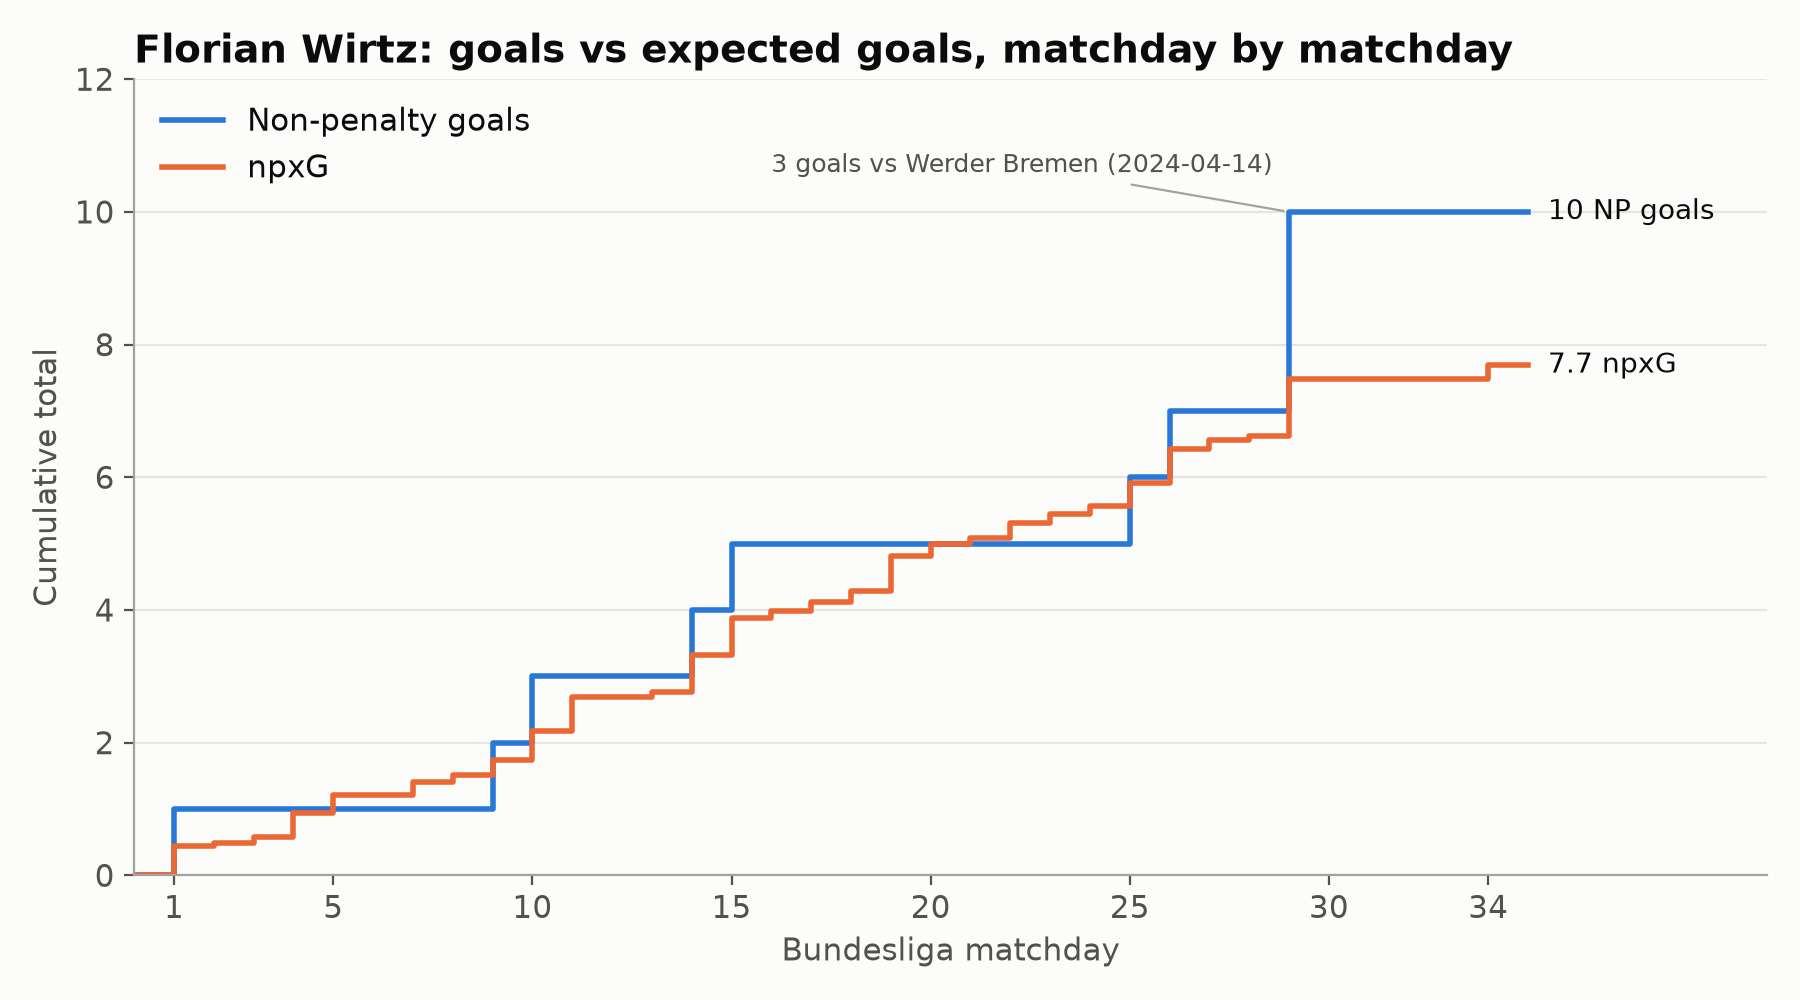 Florian Wirtz: goals vs expected goals, matchday by matchday
12
Non-penalty goals
npxG
3 goals vs Werder Bremen (2024-04-14)
10
10 NP goals
8
7.7 npxG
6
4
2
0
Cumulative total
1 5 10 15 20 25 30 34
Bundesliga matchday